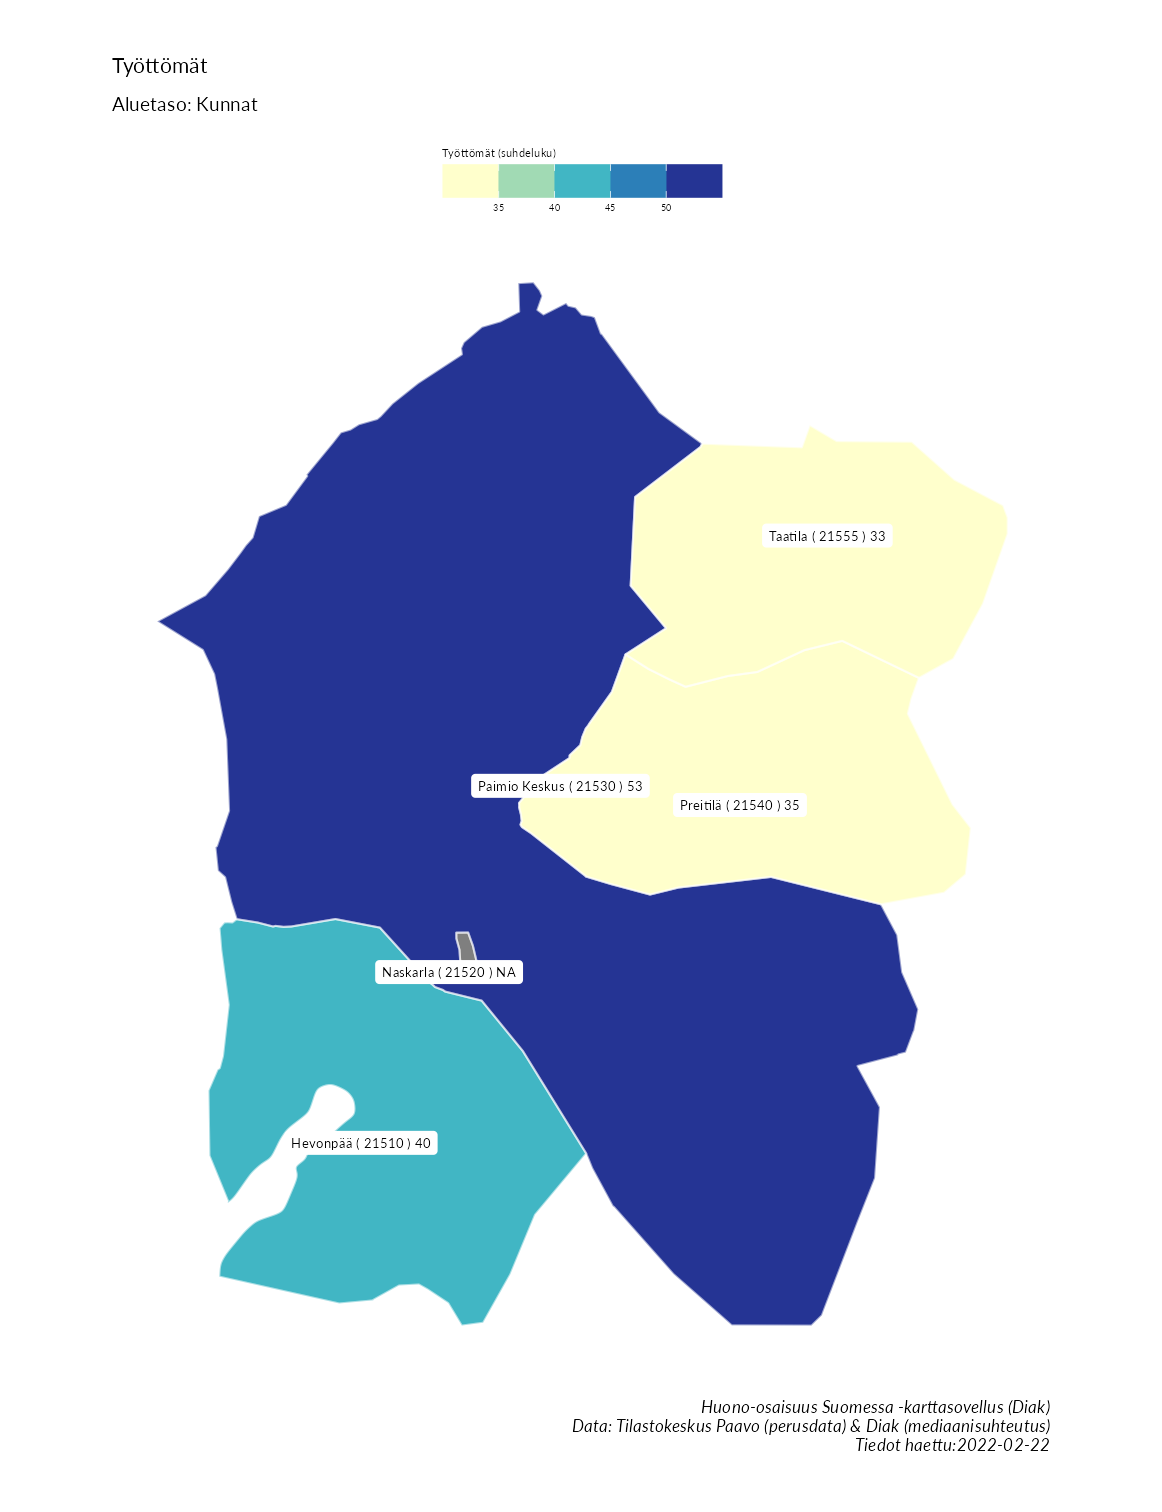 Työttömät
Aluetaso: Kunnat
Työttömät (suhdeluku)
35 40 45 50
Taatila ( 21555 ) 33
Paimio Keskus ( 21530 ) 53
Preitilä ( 21540 ) 35
Naskarla ( 21520 ) NA
Hevonpää ( 21510 ) 40
Huono-osaisuus Suomessa -karttasovellus (Diak)
Data: Tilastokeskus Paavo (perusdata) & Diak (mediaanisuhteutus)
Tiedot haettu:2022-02-22